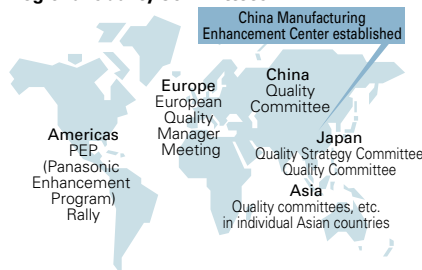 China Manufacturing
Enhancement Center established
China
Quality
Committee
Europe
European
Quality
Manager
Meeting
Americas
PEP
(Panasonic
Enhancement
Program)
Rally
Japan
Quality Strategy Committee
Quality Committee
Asia
Quality committees, etc.
in individual Asian countries